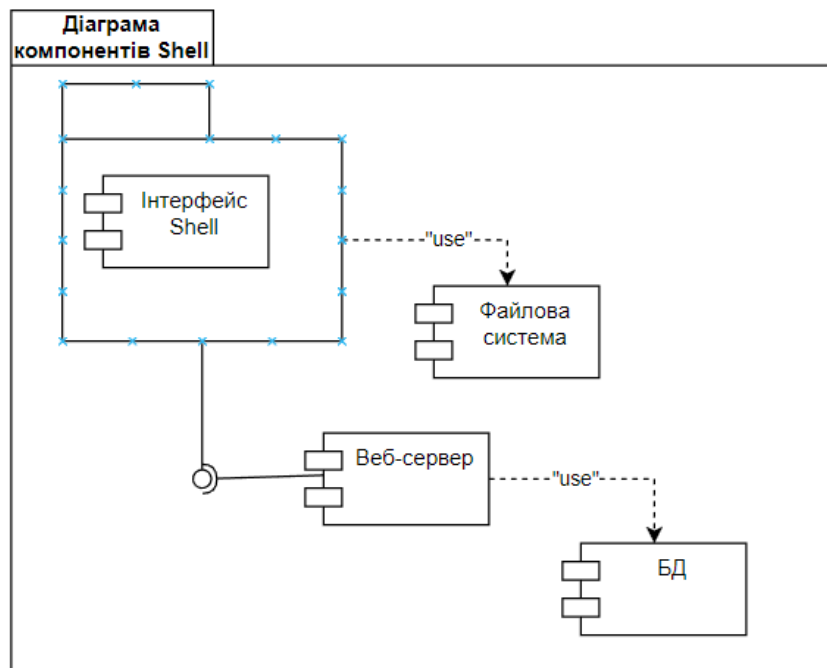 Діаграма
компонентів Shell
Інтерфейс
Shell
"use"
Файлова
система
Веб-сервер
"use"
БД